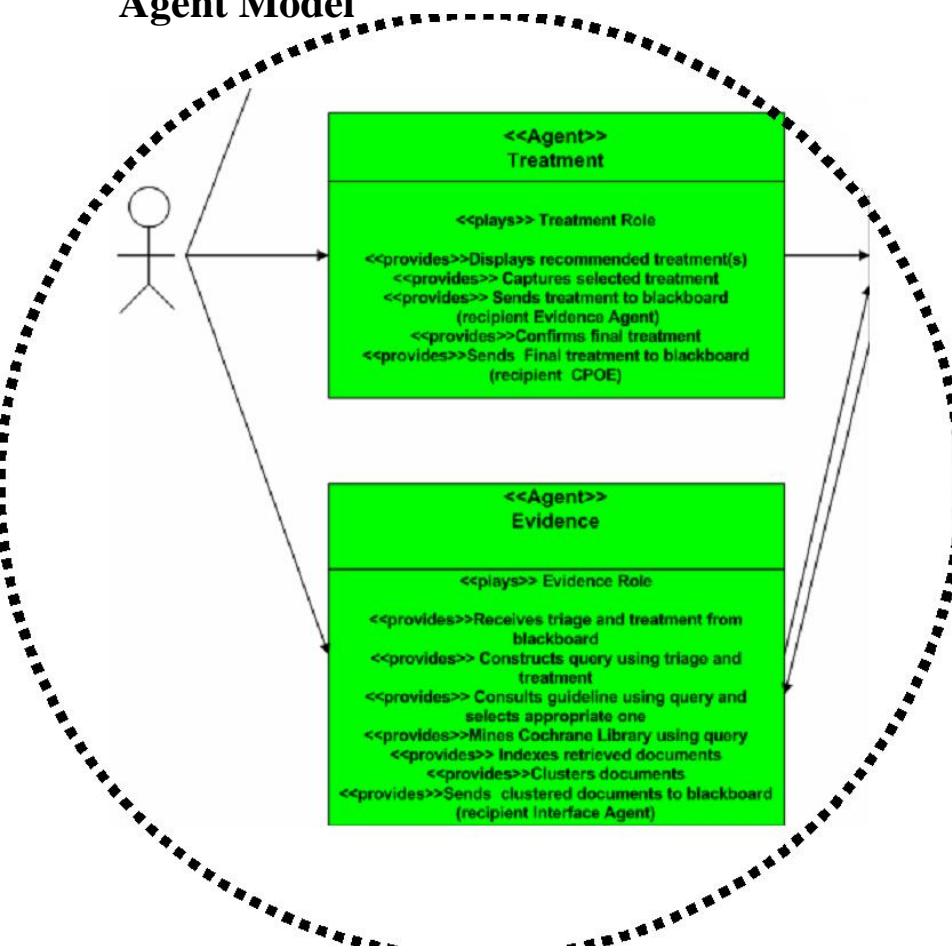 Agent Model
<<Agent>>
Treatment
<<plays>> Treatment Role
<<provides>>Displays recommended treatment(s)
<<provides>> Captures selected treatment
<<provides>> Sends treatment to blackboard
(recipient Evidence Agent)
<<provides>>Confirms final treatment
<<provides>>Sends Final treatment to blackboard
(recipient CPOE)
<<Agent>>
Evidence
<<plays>> Evidence Role
<<provides>>Receives triage and treatment from
blackboard
<<provides>> Constructs query using triage and
treatment
<<provides>> Consults guideline using query and
selects appropriate one
<<provides>>Mines Cochrane Library using query
<<provides>> Indexes retrieved documents
<<provides>>Clusters documents
<<provides>>Sends clustered documents to blackboard
(recipient Interface Agent)